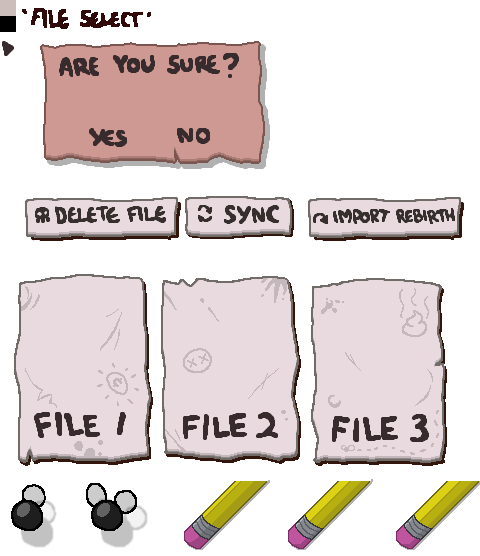 'FILE SELECT'
ARE YOU SURE?
YES NO
DELETE FILE SYNC IMPORT REBIRTH
FILE 1 FILE 2 FILE 3